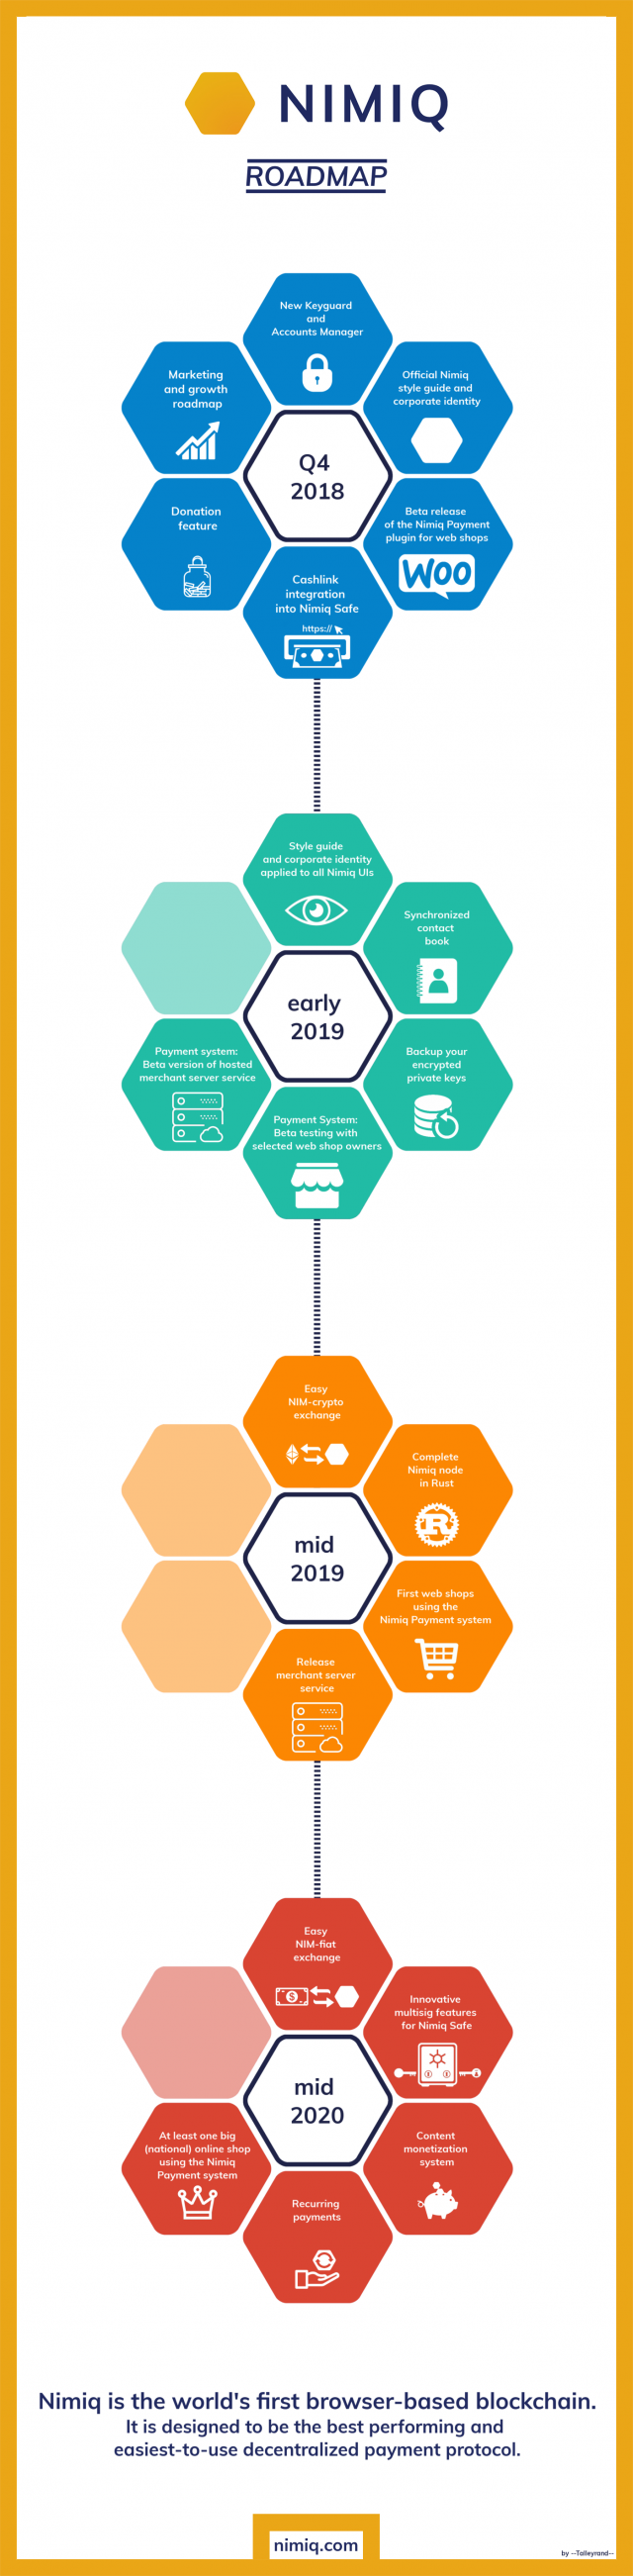 NIMIQ
ROADMAP
New Keyguard
and
Accounts Manager
Marketing
and growth
roadmap
Official Nimiq
style guide and
corporate identity
Q4
2018
Donation
feature
Beta release
of the Nimiq Payment
plugin for web shops
WOO
Cashlink
integration
into Nimiq Safe
https://
Style guide
and corporate identity
applied to all Nimiq UIs
Synchronized
contact
book
early
2019
Payment system:
Beta version of hosted
merchant server service
Backup your
encrypted
private keys
Payment System:
Beta testing with
selected web shop owners
Easy
NIM-crypto
exchange
Complete
Nimiq node
in Rust
R
mid
2019
First web shops
using the
Nimiq Payment system
Release
merchant server
service
Easy
NIM-fiat
exchange
$
Innovative
multisig features
for Nimiq Safe
mid
2020
At least one big
(national) online shop
using the Nimiq
Payment system
Content
monetization
system
Recurring
payments
Nimiq is the world's first browser-based blockchain.
It is designed to be the best performing and
easiest-to-use decentralized payment protocol.
nimiq.com
by --Talleyrand--